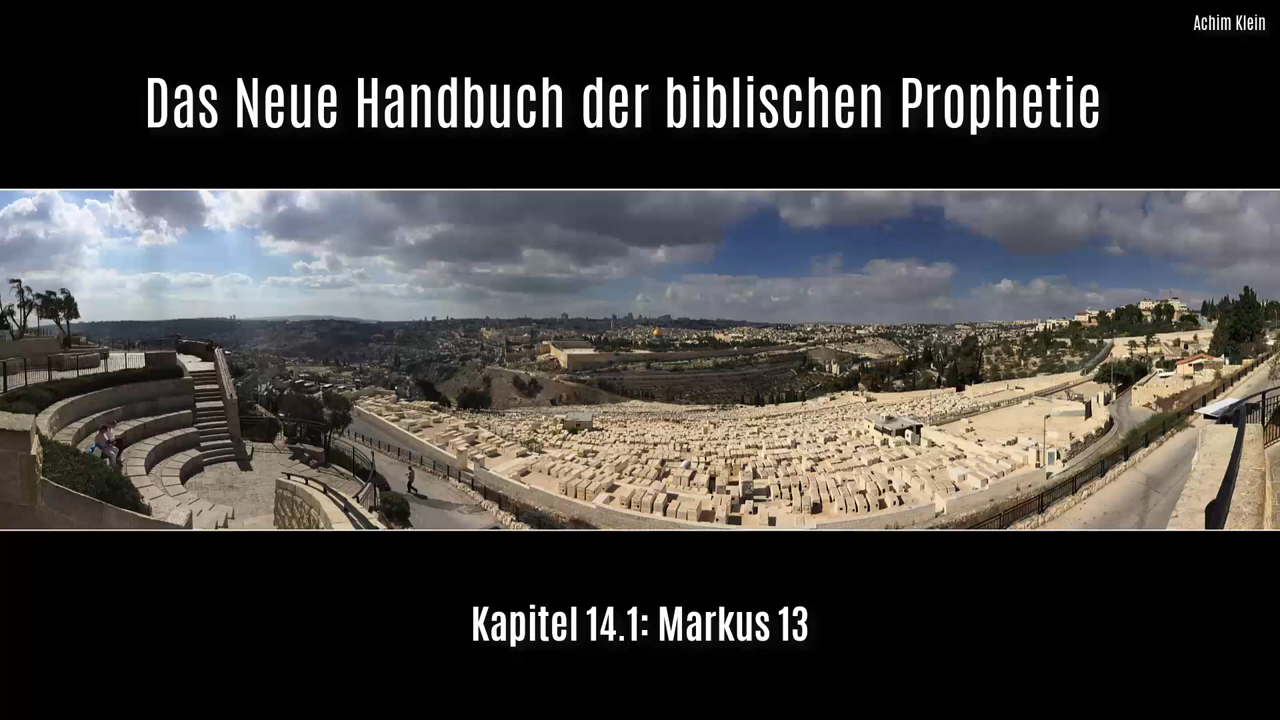 Achim Klein
Das Neue Handbuch der biblischen Prophetie
Kapitel 14.1: Markus 13